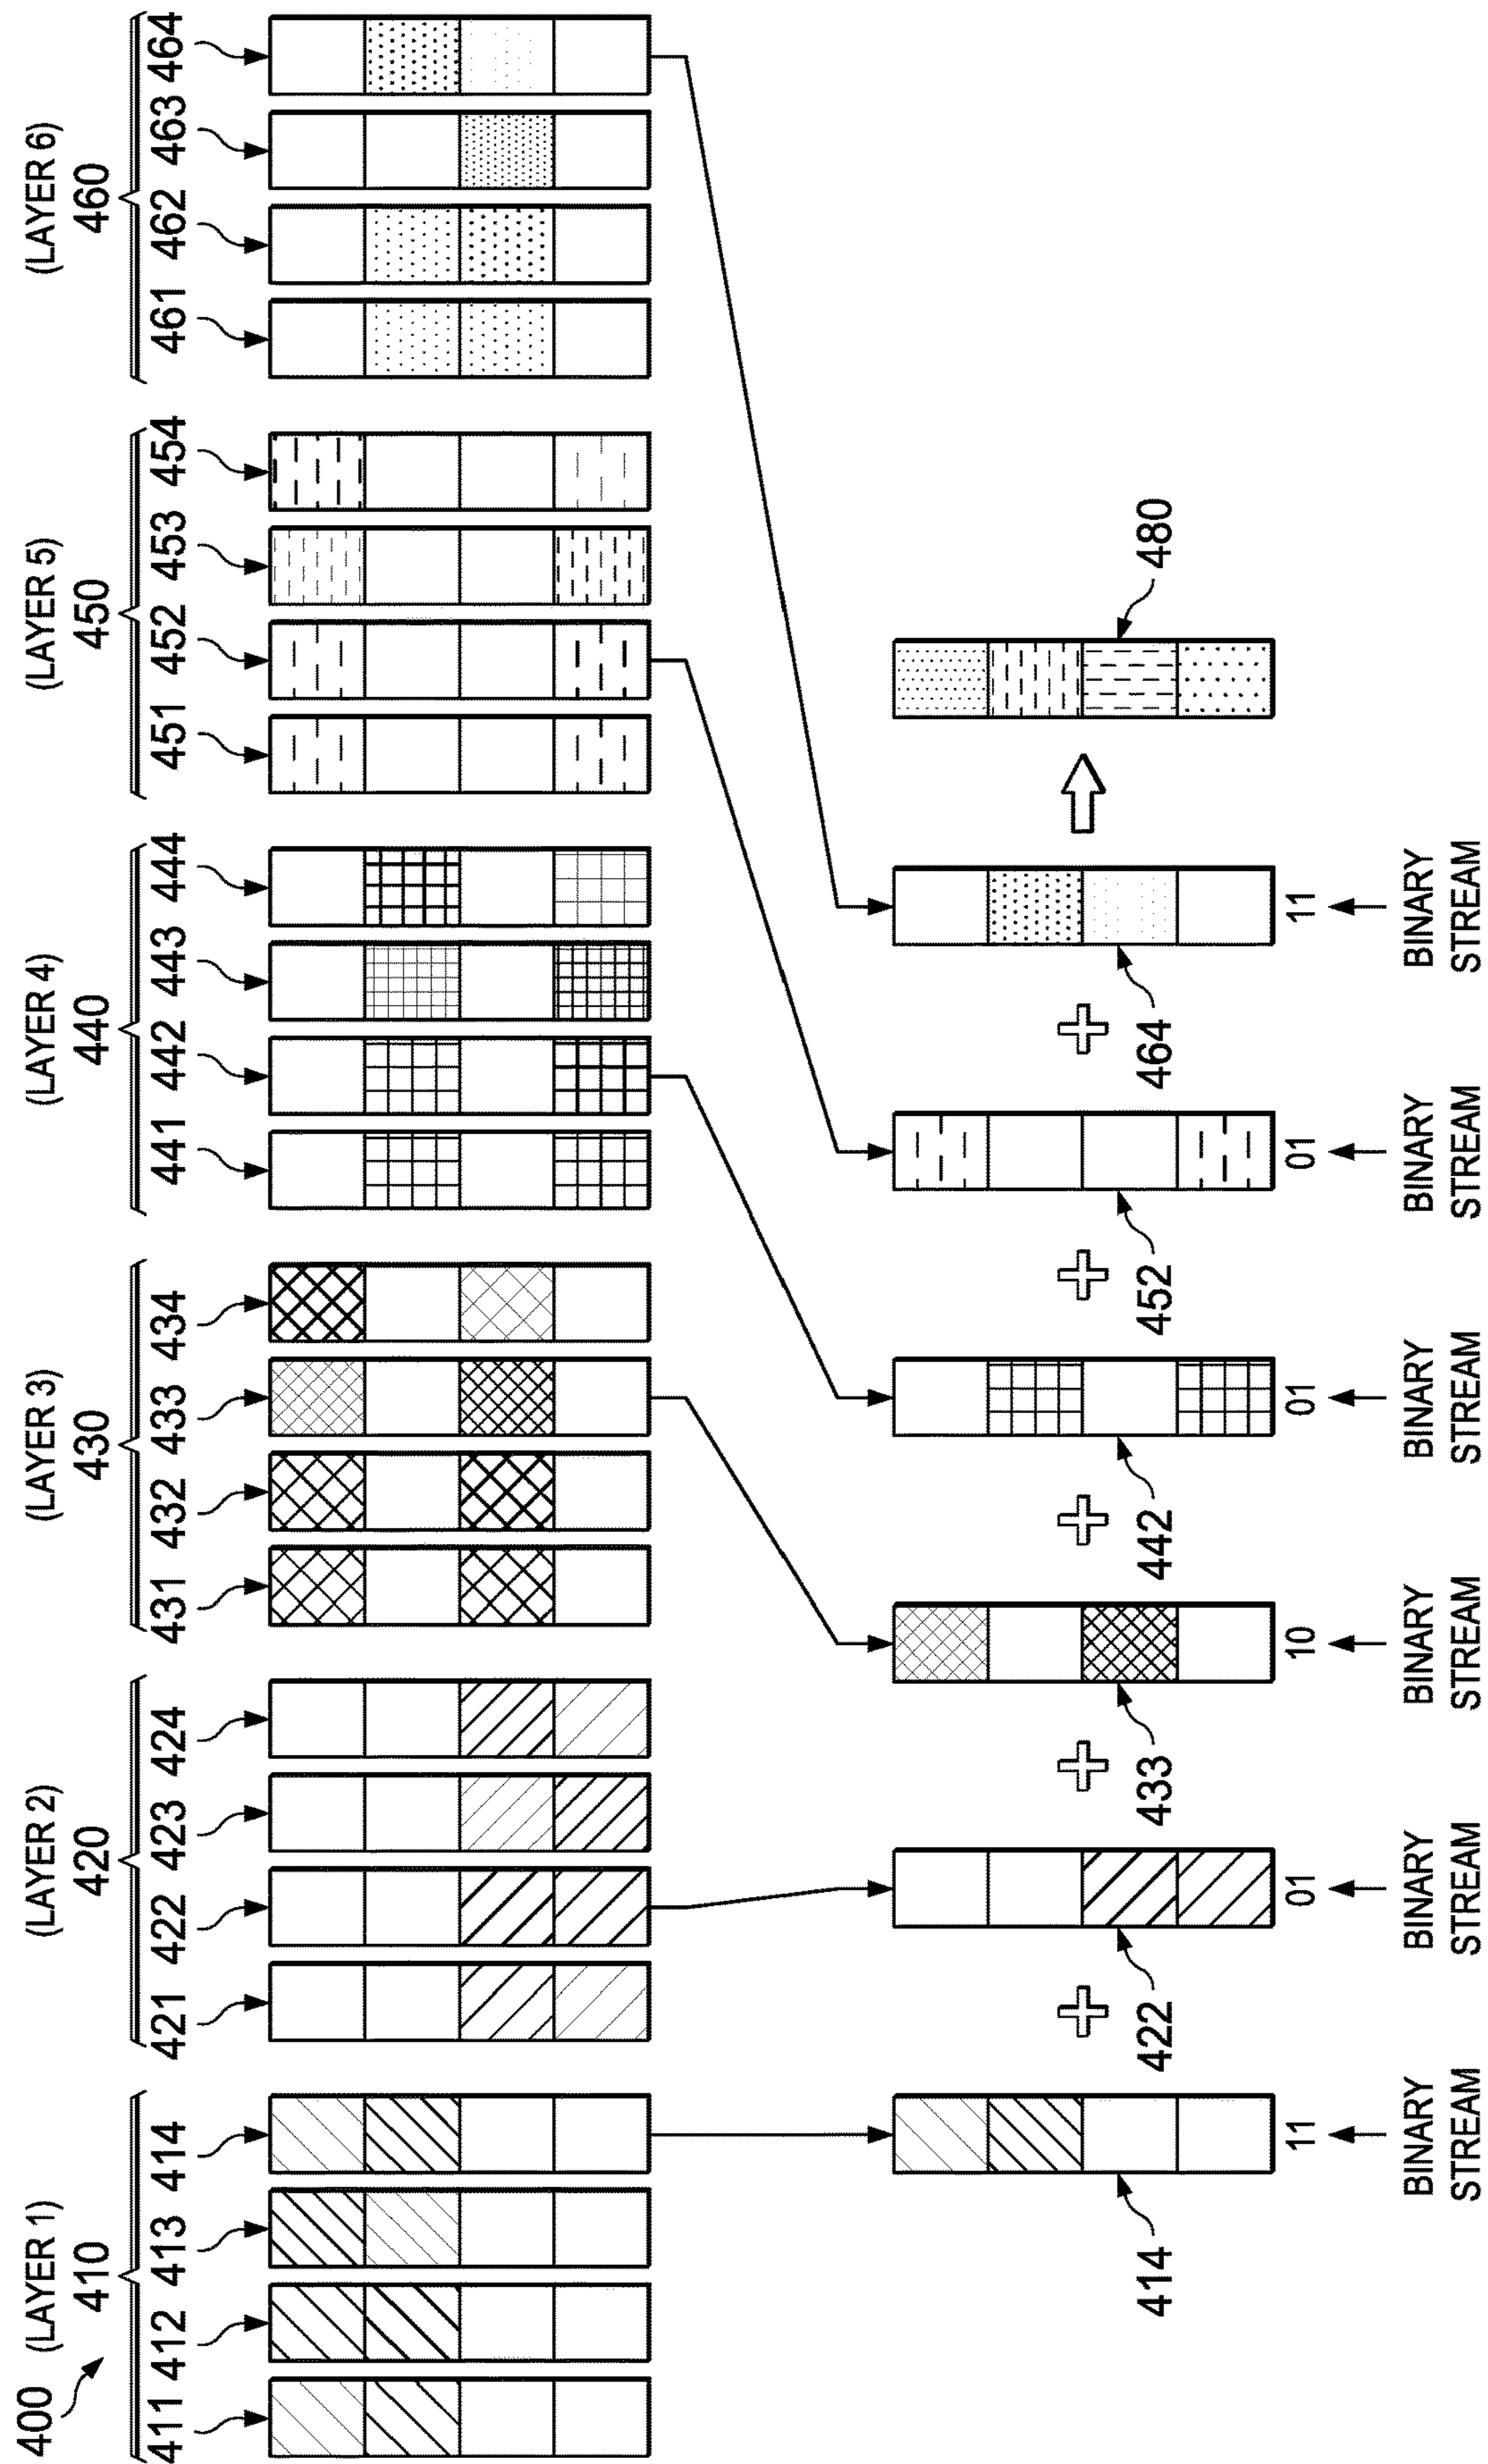 400
(LAYER 1)
410
411 412 413 414
(LAYER 2)
420
421 422 423 424
(LAYER 3)
430
431 432 433 434
(LAYER 4)
440
441 442 443 444
(LAYER 5)
450
451 452 453 454
(LAYER 6)
460
461 462 463 464
414 + 422 + 433 + 442 + 452 + 464
480
11 01 10 01 01 11
BINARY
STREAM
BINARY
STREAM
BINARY
STREAM
BINARY
STREAM
BINARY
STREAM
BINARY
STREAM